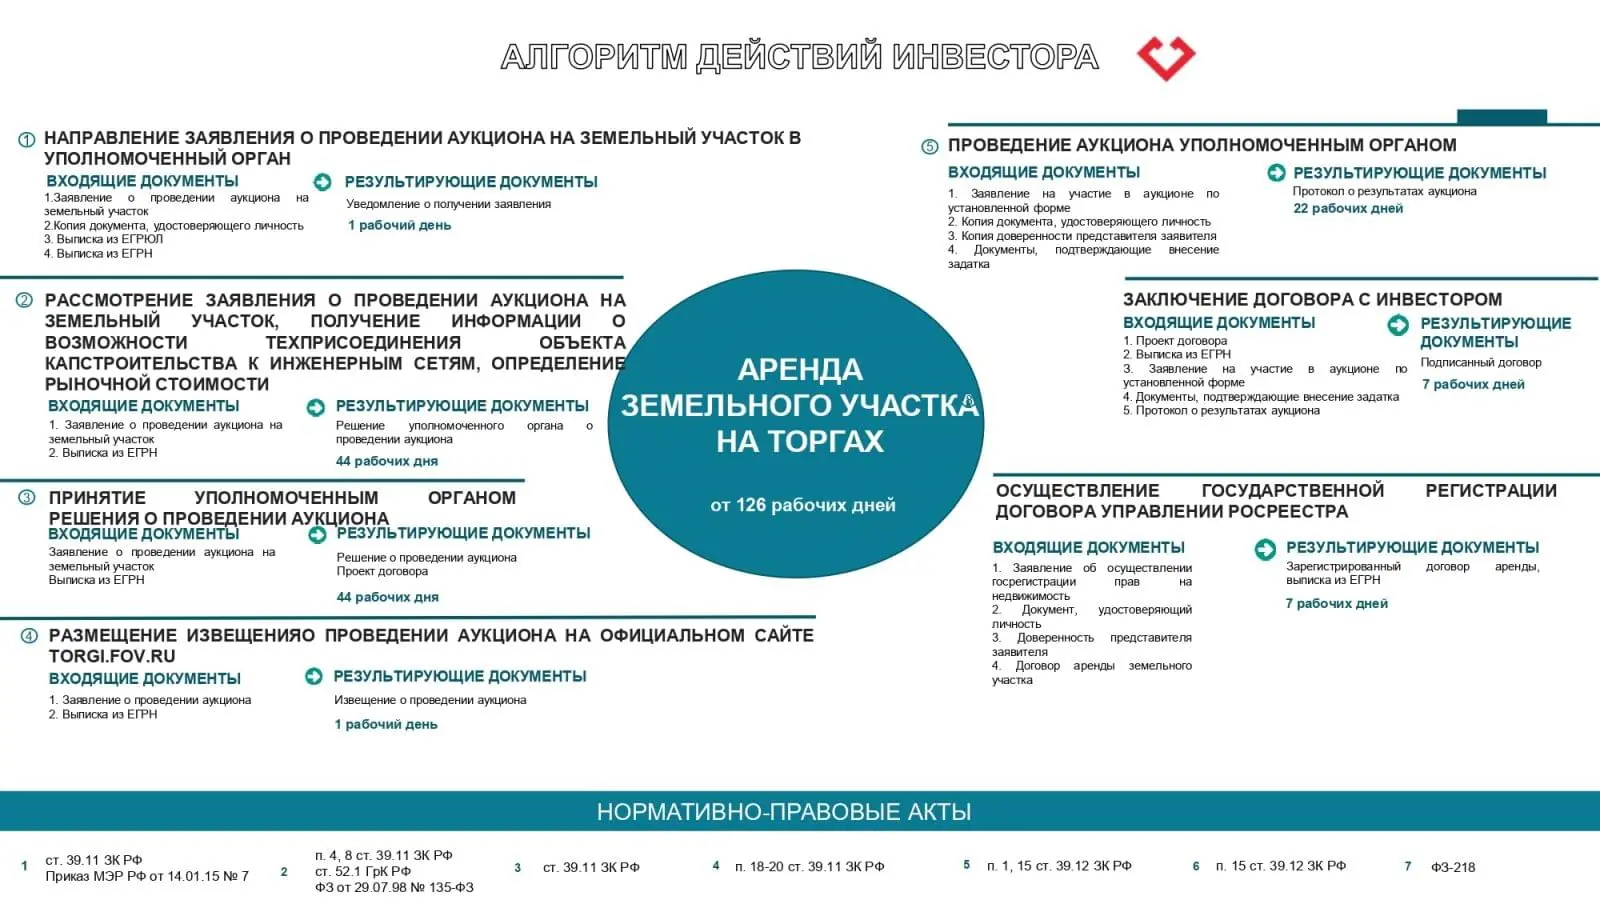 АЛГОРИТМ ДЕЙСТВИЙ ИНВЕСТОРА
1
НАПРАВЛЕНИЕ ЗАЯВЛЕНИЯ О ПРОВЕДЕНИИ АУКЦИОНА НА ЗЕМЕЛЬНЫЙ УЧАСТОК В
УПОЛНОМОЧЕННЫЙ ОРГАН
ВХОДЯЩИЕ ДОКУМЕНТЫ
1.Заявление о проведении аукциона на
земельный участок
2.Копия документа, удостоверяющего личность
3. Выписка из ЕГРЮЛ
4. Выписка из ЕГРН
РЕЗУЛЬТИРУЮЩИЕ ДОКУМЕНТЫ
Уведомление о получении заявления
1 рабочий день
2
РАССМОТРЕНИЕ ЗАЯВЛЕНИЯ О ПРОВЕДЕНИИ АУКЦИОНА НА
ЗЕМЕЛЬНЫЙ УЧАСТОК, ПОЛУЧЕНИЕ ИНФОРМАЦИИ О
ВОЗМОЖНОСТИ ТЕХПРИСОЕДИНЕНИЯ ОБЪЕКТА
КАПСТРОИТЕЛЬСТВА К ИНЖЕНЕРНЫМ СЕТЯМ, ОПРЕДЕЛЕНИЕ
РЫНОЧНОЙ СТОИМОСТИ
ВХОДЯЩИЕ ДОКУМЕНТЫ
1. Заявление о проведении аукциона на
земельный участок
2. Выписка из ЕГРН
РЕЗУЛЬТИРУЮЩИЕ ДОКУМЕНТЫ
Решение уполномоченного органа о
проведении аукциона
44 рабочих дня
3
ПРИНЯТИЕ УПОЛНОМОЧЕННЫМ ОРГАНОМ
РЕШЕНИЯ О ПРОВЕДЕНИИ АУКЦИОНА
ВХОДЯЩИЕ ДОКУМЕНТЫ
Заявление о проведении аукциона на
земельный участок
Выписка из ЕГРН
РЕЗУЛЬТИРУЮЩИЕ ДОКУМЕНТЫ
Решение о проведении аукциона
Проект договора
44 рабочих дня
4
РАЗМЕЩЕНИЕ ИЗВЕЩЕНИЯО ПРОВЕДЕНИИ АУКЦИОНА НА ОФИЦИАЛЬНОМ САЙТЕ
TORGI.FOV.RU
ВХОДЯЩИЕ ДОКУМЕНТЫ
1. Заявление о проведении аукциона
2. Выписка из ЕГРН
РЕЗУЛЬТИРУЮЩИЕ ДОКУМЕНТЫ
Извещение о проведении аукциона
1 рабочий день
АРЕНДА
ЗЕМЕЛЬНОГО УЧАСТКА
НА ТОРГАХ
от 126 рабочих дней
5
ПРОВЕДЕНИЕ АУКЦИОНА УПОЛНОМОЧЕННЫМ ОРГАНОМ
ВХОДЯЩИЕ ДОКУМЕНТЫ
1. Заявление на участие в аукционе по
установленной форме
2. Копия документа, удостоверяющего личность
3. Копия доверенности представителя заявителя
4. Документы, подтверждающие внесение
задатка
РЕЗУЛЬТИРУЮЩИЕ ДОКУМЕНТЫ
Протокол о результатах аукциона
22 рабочих дней
ЗАКЛЮЧЕНИЕ ДОГОВОРА С ИНВЕСТОРОМ
ВХОДЯЩИЕ ДОКУМЕНТЫ
1. Проект договора
2. Выписка из ЕГРН
3. Заявление на участие в аукционе по
установленной форме
4. Документы, подтверждающие внесение задатка
5. Протокол о результатах аукциона
РЕЗУЛЬТИРУЮЩИЕ
ДОКУМЕНТЫ
Подписанный договор
7 рабочих дней
ОСУЩЕСТВЛЕНИЕ ГОСУДАРСТВЕННОЙ РЕГИСТРАЦИИ
ДОГОВОРА УПРАВЛЕНИИ РОСРЕЕСТРА
ВХОДЯЩИЕ ДОКУМЕНТЫ
1. Заявление об осуществлении
госрегистрации прав на
недвижимость
2. Документ, удостоверяющий
личность
3. Доверенность представителя
заявителя
4. Договор аренды земельного
участка
РЕЗУЛЬТИРУЮЩИЕ ДОКУМЕНТЫ
Зарегистрированный договор аренды,
выписка из ЕГРН
7 рабочих дней
НОРМАТИВНО-ПРАВОВЫЕ АКТЫ
1
ст. 39.11 ЗК РФ
Приказ МЭР РФ от 14.01.15 № 7
2
п. 4, 8 ст. 39.11 ЗК РФ
ст. 52.1 ГрК РФ
ФЗ от 29.07.98 № 135-ФЗ
3
ст. 39.11 ЗК РФ
4
п. 18-20 ст. 39.11 ЗК РФ
5
п. 1, 15 ст. 39.12 ЗК РФ
6
п. 15 ст. 39.12 ЗК РФ
7
ФЗ-218